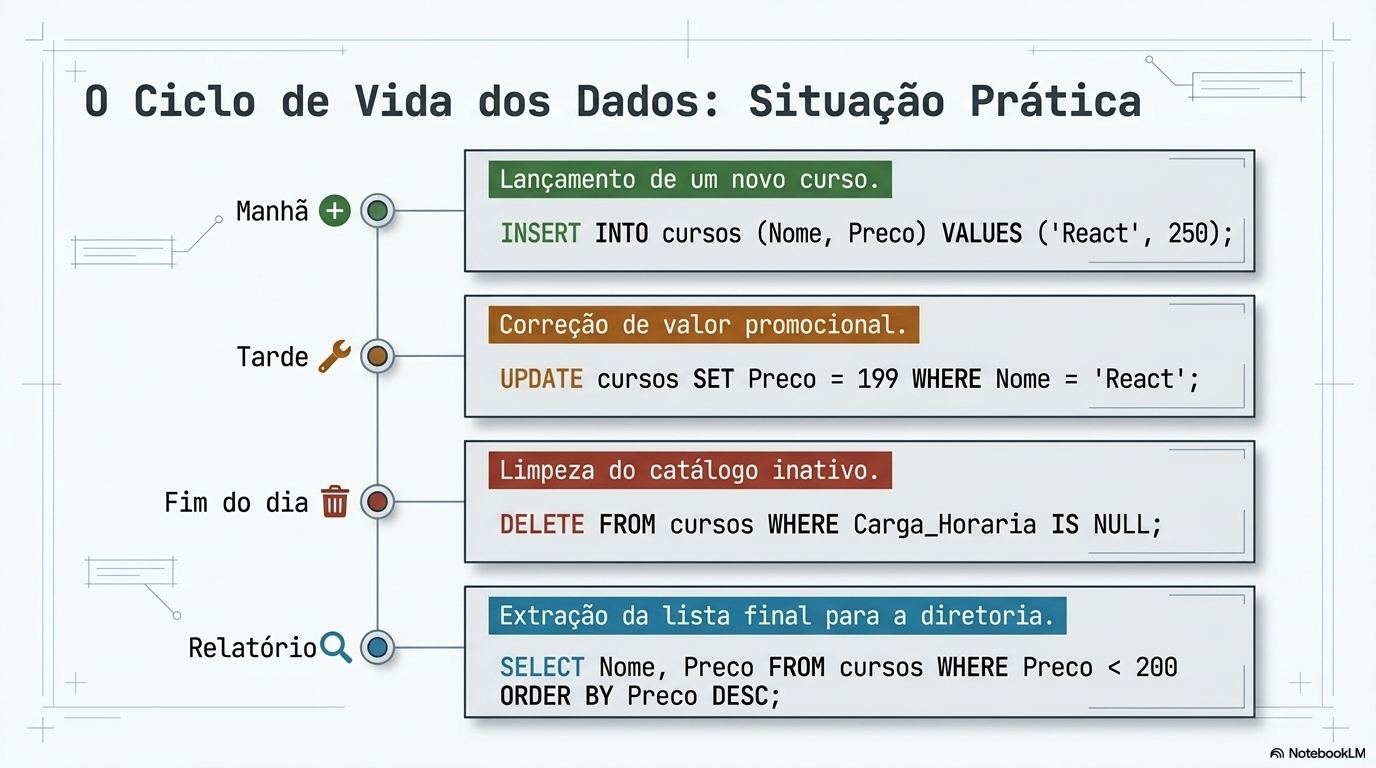 O Ciclo de Vida dos Dados: Situação Prática
Manhã
Lançamento de um novo curso.
INSERT INTO cursos (Nome, Preco) VALUES ('React', 250);
Tarde
Correção de valor promocional.
UPDATE cursos SET Preco = 199 WHERE Nome = 'React';
Fim do dia
Limpeza do catálogo inativo.
DELETE FROM cursos WHERE Carga_Horaria IS NULL;
Relatório
Extração da lista final para a diretoria.
SELECT Nome, Preco FROM cursos WHERE Preco < 200
ORDER BY Preco DESC;
NotebookLM